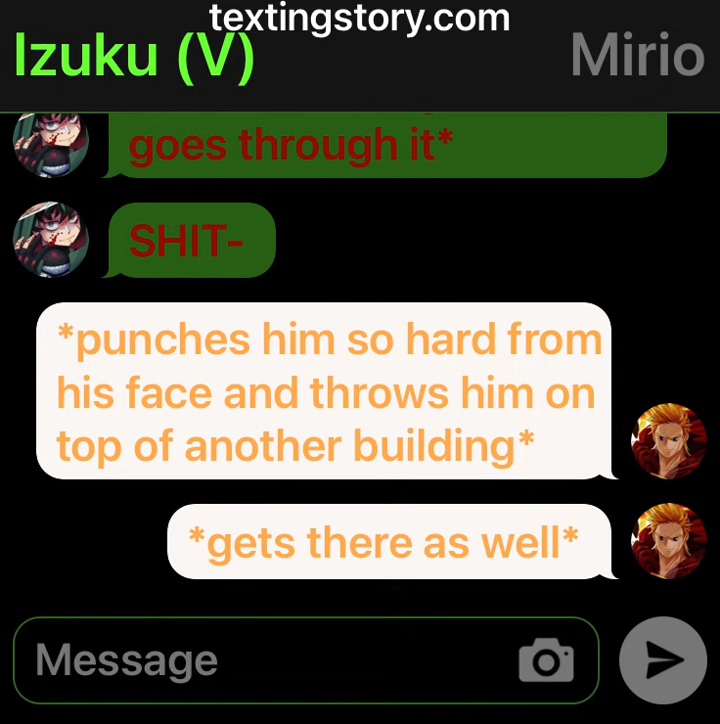 textingstory.com
Izuku (V)
Mirio
goes through it*
SHIT-
*punches him so hard from
his face and throws him on
top of another building*
*gets there as well*
Message